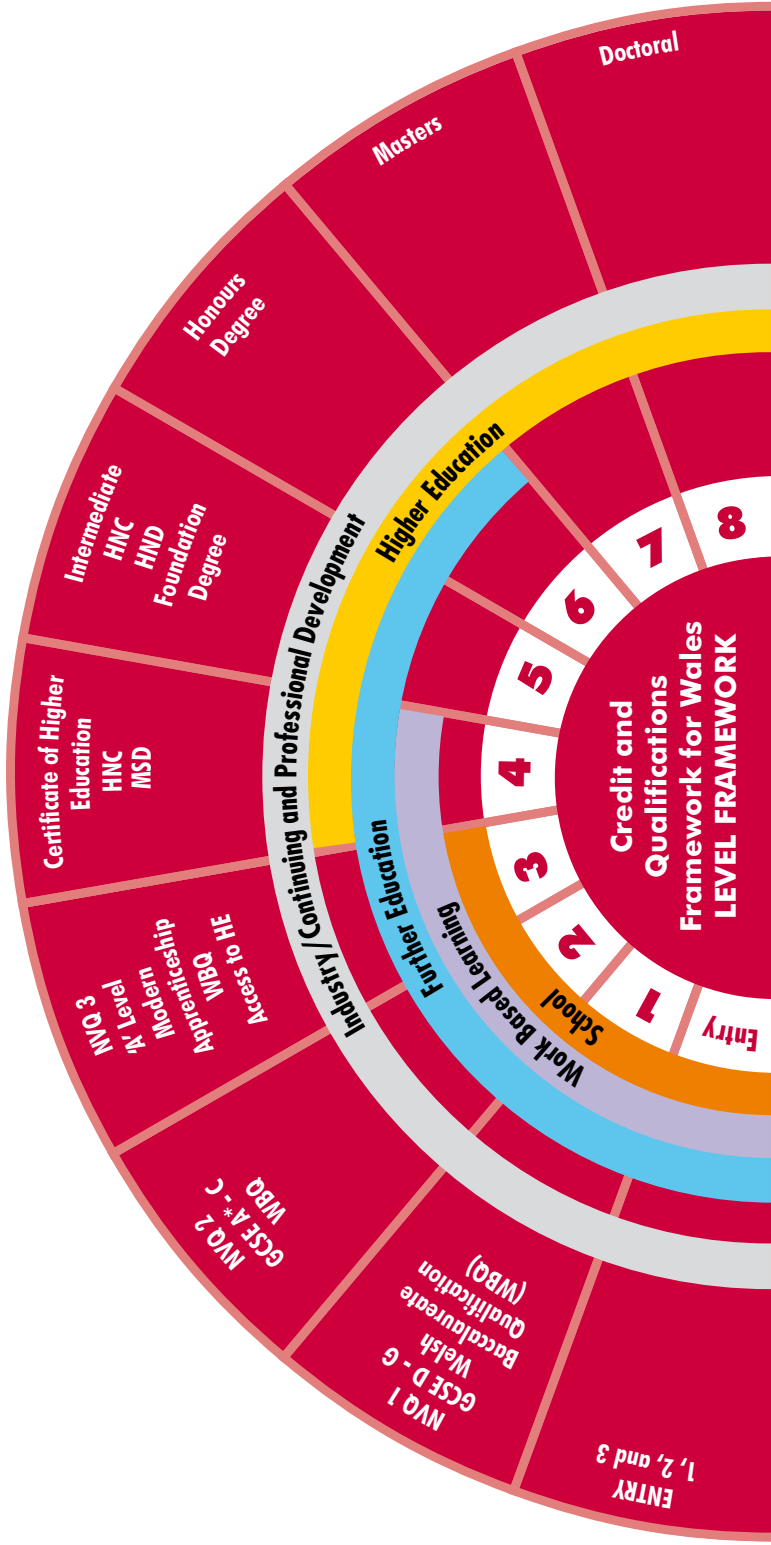 ENTRY
1, 2, and 3
NVQ 1
GCSE D - G
Welsh
Baccalaureate
Qualification
(WBQ)
NVQ 2
GCSE A* - C
WBQ
NVQ 3
'A' Level
Modern
Apprenticeship
WBQ
Access to HE
Certificate of Higher
Education
HNC
MSD
Intermediate
HNC
HND
Foundation
Degree
Honours
Degree
Masters
Doctoral
Industry/Continuing and Professional Development
Higher Education
Further Education
Work Based Learning
School
Entry
1
2
3
4
5
6
7
8
Credit and
Qualifications
Framework for Wales
LEVEL FRAMEWORK